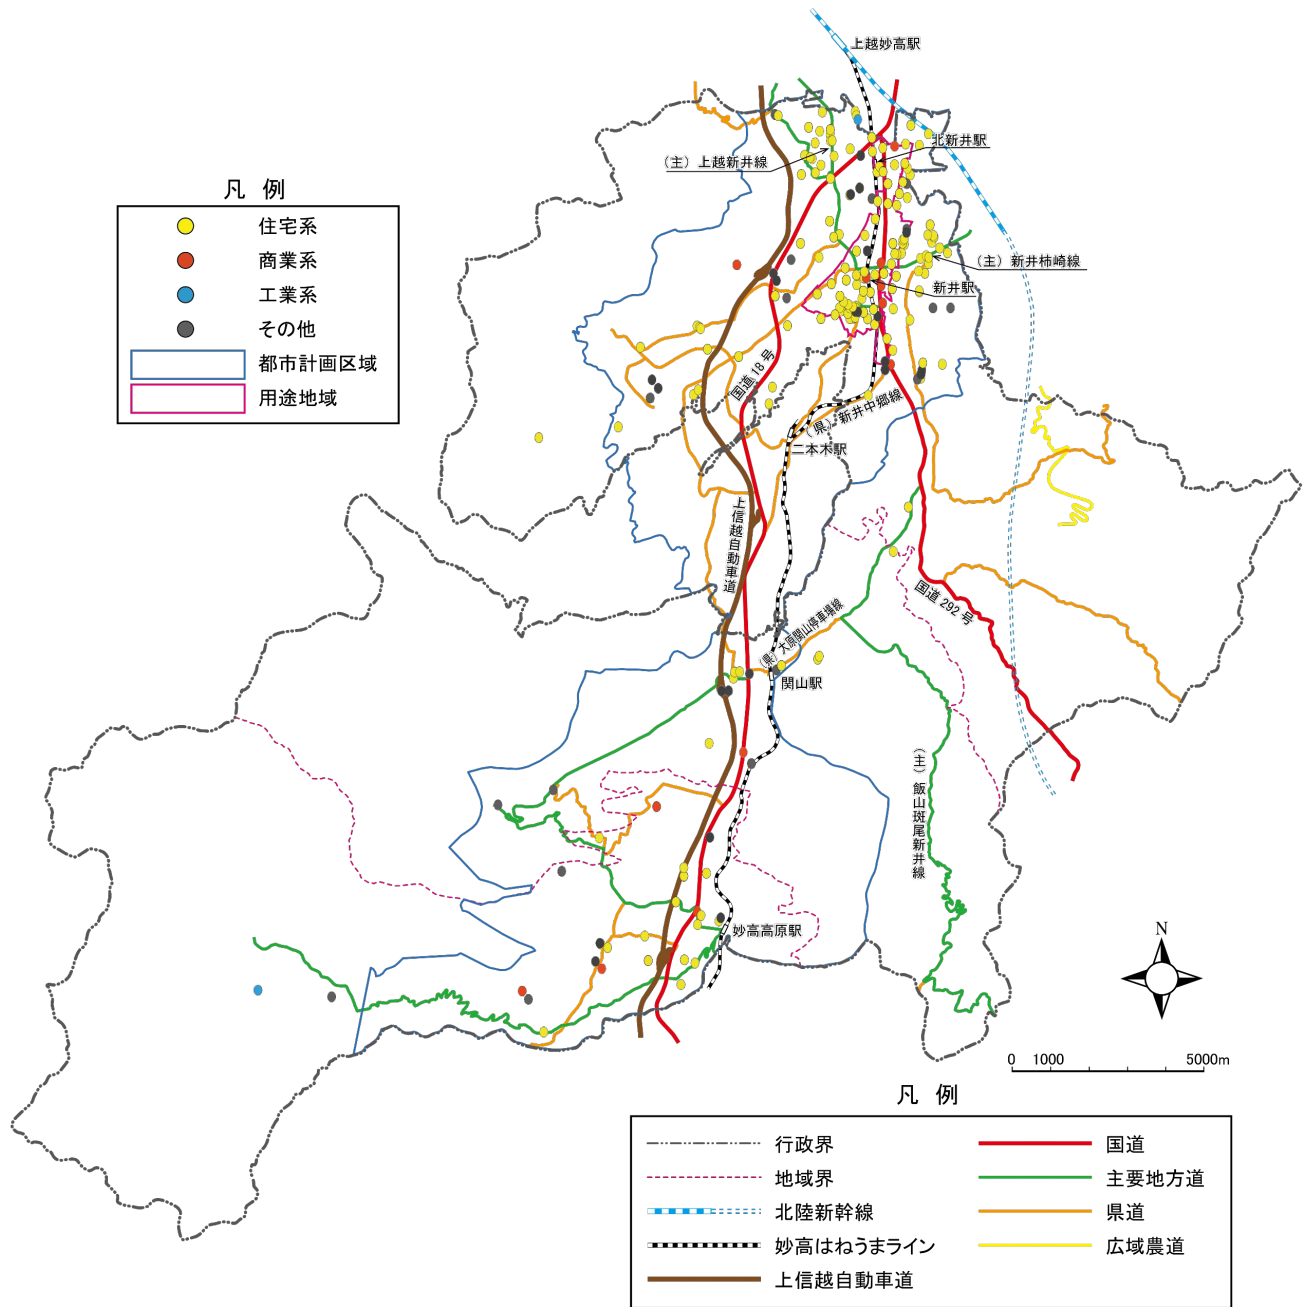 上越妙高駅
北新井駅
(主) 上越新井線
凡 例
住宅系
商業系
工業系
その他
都市計画区域
用途地域
(主) 新井柿崎線
新井駅
国道 18 号
(県) 新井中郷線
二本木駅
上信越自動車道
国道 292 号
(県) 大原関山停車場線
関山駅
(主) 飯山斑尾新井線
妙高高原駅
N
0 1000 5000m
凡 例
行政界
地域界
北陸新幹線
妙高はねうまライン
上信越自動車道
国道
主要地方道
県道
広域農道